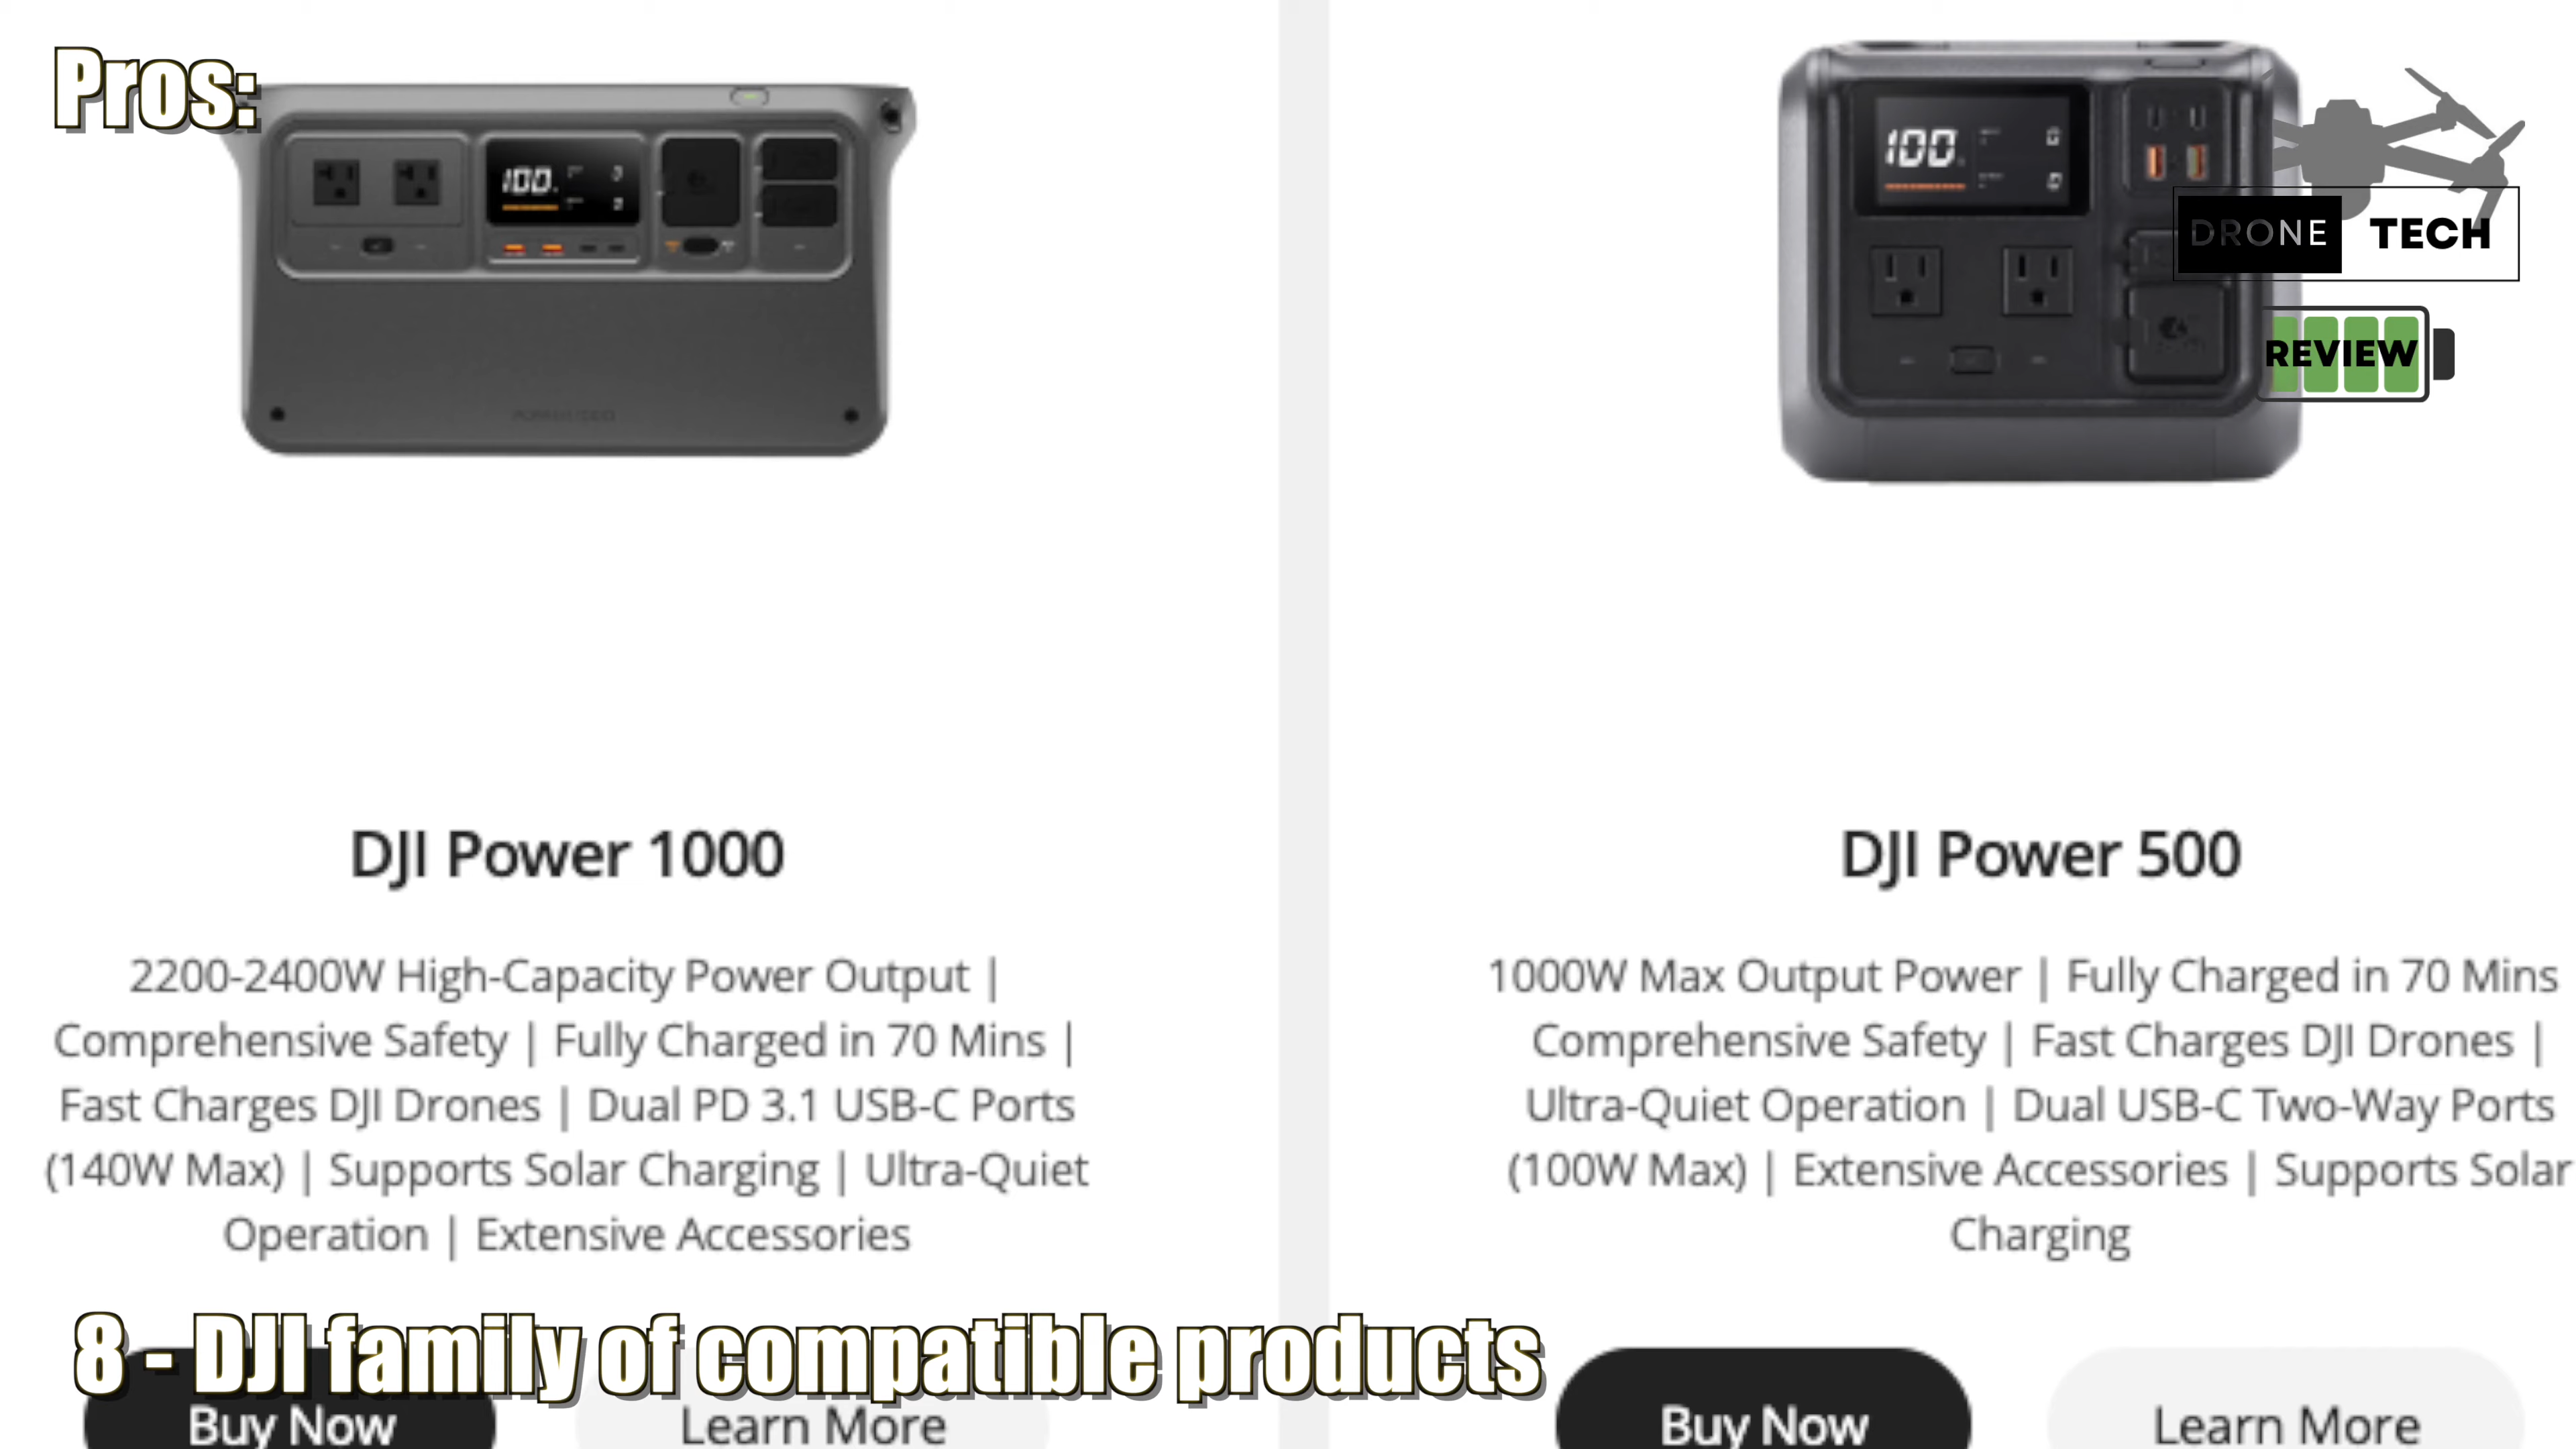 Pros:
100
100
DRONE TECH
REVIEW
DJI Power 1000
2200-2400W High-Capacity Power Output |
Comprehensive Safety | Fully Charged in 70 Mins |
Fast Charges DJI Drones | Dual PD 3.1 USB-C Ports
(140W Max) | Supports Solar Charging | Ultra-Quiet
Operation | Extensive Accessories
DJI Power 500
1000W Max Output Power | Fully Charged in 70 Mins
Comprehensive Safety | Fast Charges DJI Drones |
Ultra-Quiet Operation | Dual USB-C Two-Way Ports
(100W Max) | Extensive Accessories | Supports Solar
Charging
8 - DJI family of compatible products
Buy Now
Learn More
Buy Now
Learn More